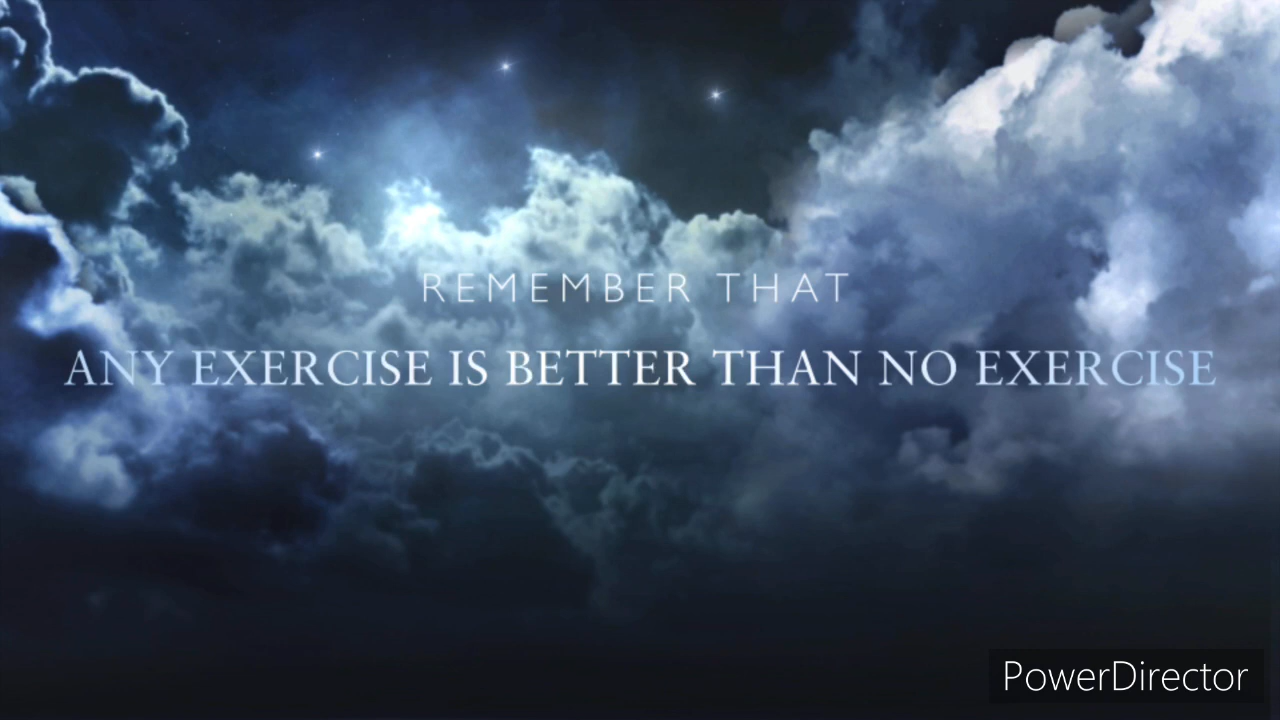 REMEMBER THAT
ANY EXERCISE IS BETTER THAN NO EXERCISE
PowerDirector